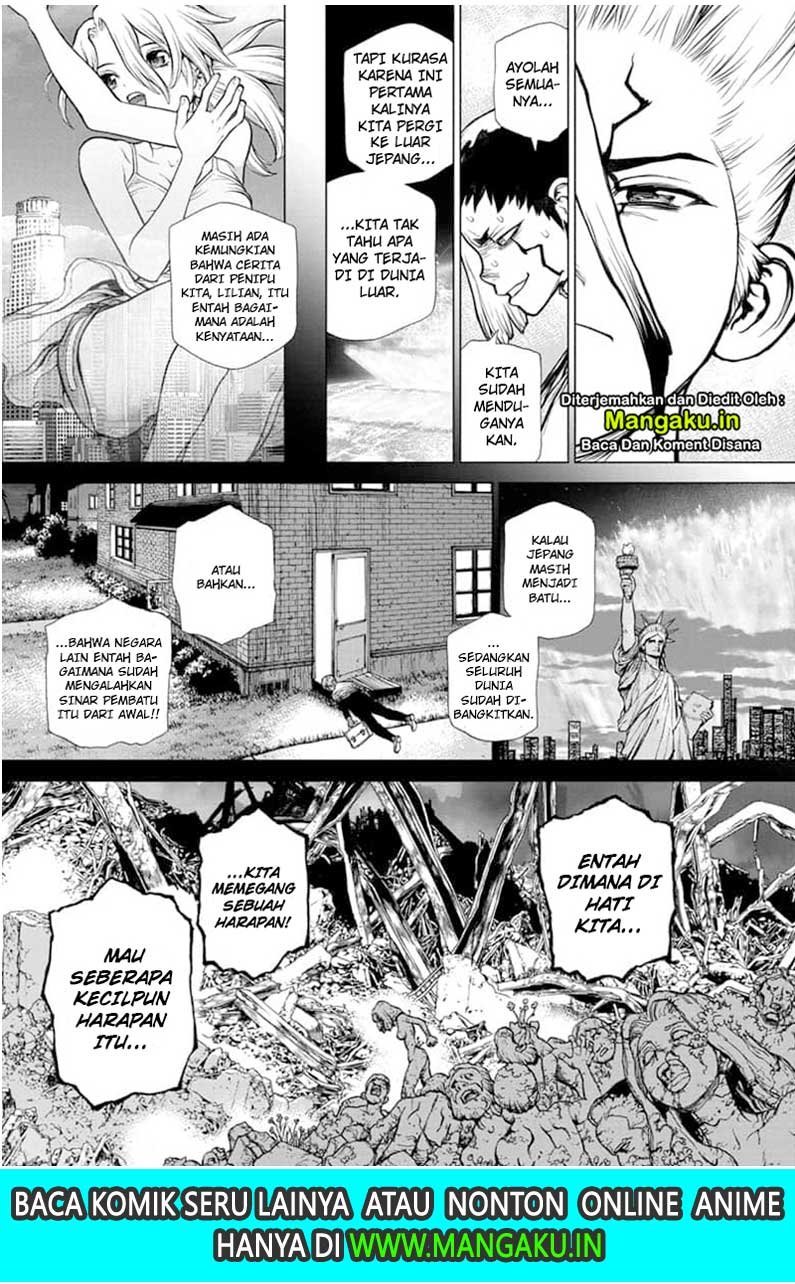 AYOLAH
SEMUA-
NYA...
KITA
SUDAH
MENDU-
GANYA
KAN.
TAPI KURASA
KARENA INI
PERTAMA
KALINYA
KITA PERGI
KE LUAR
JEPANG...
...KITA TAK
TAHU APA
YANG TERJA-
DI DI DUNIA
LUAR.
MASIH ADA
KEMUNGKIAN
BAHWA CERITA
DARI PENIPU
KITA, LILIAN, ITU
ENTAH BAGAI-
MANA ADALAH
KENYATAAN...
Diterjemahkan dan Diedit Oleh :
Mangaku.in
Baca Dan Koment Disana
KALAU
JEPANG
MASIH
MENJADI
BATU...
...
SEDANGKAN
SELURUH
DUNIA
SUDAH DI-
BANGKITKAN.
ATAU
BAHKAN...
...BAHWA NEGARA
LAIN ENTAH BA-
GAIMANA SUDAH
MENGALAHKAN
SINAR PEMBATU
ITU DARI AWAL!!
ENTAH
DIMANA DI
HATI
KITA...
...KITA
MEMEGANG
SEBUAH
HARAPAN!
MAU
SEBERAPA
KECILPUN
HARAPAN
ITU...
BACA KOMIK SERU LAINYA ATAU NONTON ONLINE ANIME
HANYA DI WWW.MANGAKU.IN